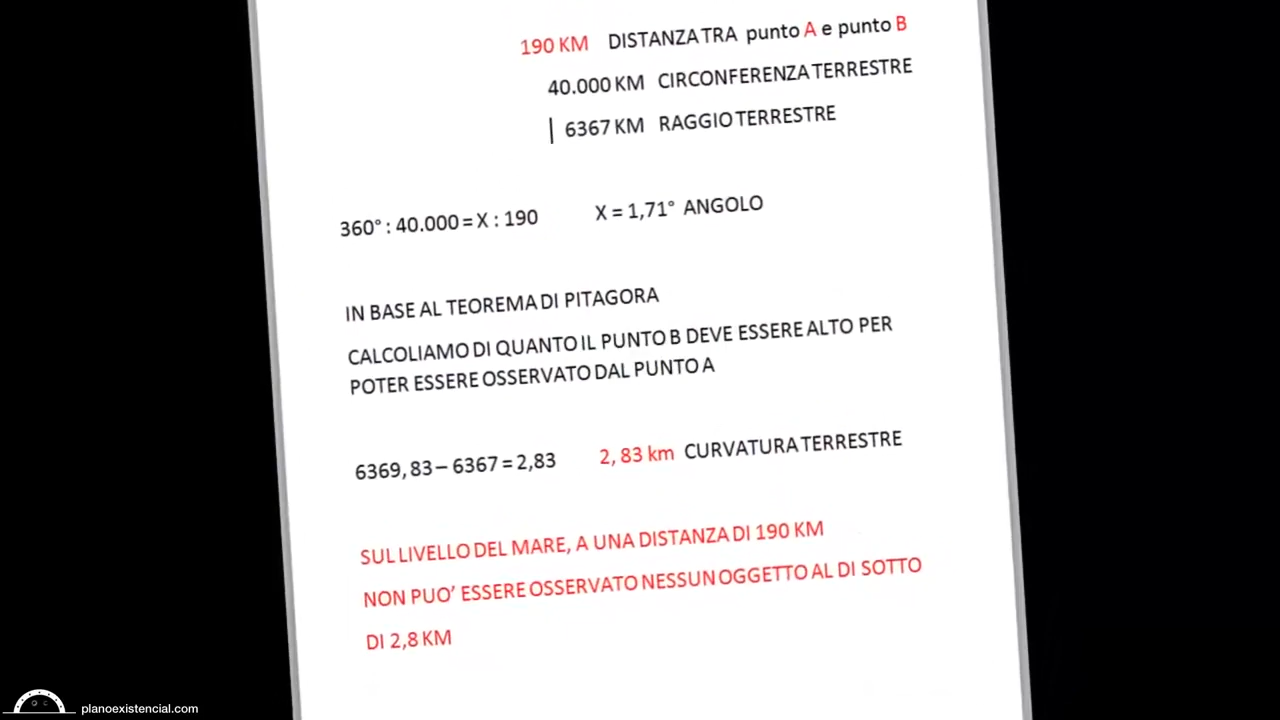 190 KM DISTANZA TRA punto A e punto B
40.000 KM CIRCONFERENZA TERRESTRE
6367 KM RAGGIO TERRESTRE
360° : 40.000 = X : 190 X = 1,71° ANGOLO
IN BASE AL TEOREMA DI PITAGORA
CALCOLIAMO DI QUANTO IL PUNTO B DEVE ESSERE ALTO PER
POTER ESSERE OSSERVATO DAL PUNTO A
6369, 83 – 6367 = 2,83 2, 83 km CURVATURA TERRESTRE
SUL LIVELLO DEL MARE, A UNA DISTANZA DI 190 KM
NON PUO’ ESSERE OSSERVATO NESSUN OGGETTO AL DI SOTTO
DI 2,8 KM
planoexistencial.com